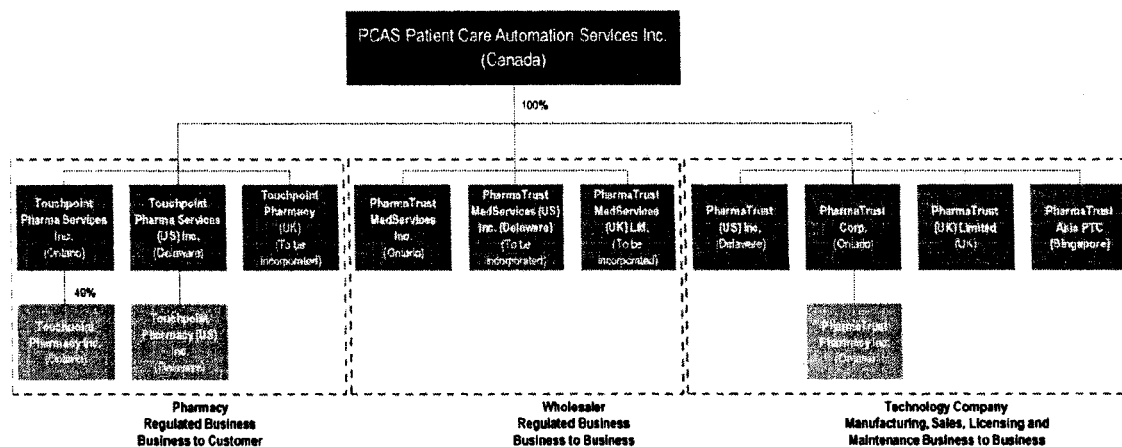 PCAS Patient Care Automation Services Inc.
(Canada)
100%
Touchpoint
Pharma Services
Inc.
(Ontario)
Touchpoint
Pharma Services
(US) Inc.
(Delaware)
Touchpoint
Pharmacy
(UK)
(To be
incorporated)
PharmaTrust
MedServices
Inc.
(Ontario)
PharmaTrust
MedServices (US)
Inc. (Delaware)
(To be
incorporated)
PharmaTrust
MedServices
(UK) Ltd.
(To be
incorporated)
PharmaTrust
(US) Inc.
(Delaware)
PharmaTrust
Corp.
(Ontario)
PharmaTrust
(UK) Limited
(UK)
PharmaTrust
Asia PTC
(Singapore)
40%
Touchpoint
Pharmacy Inc.
(Ontario)
Touchpoint
Pharmacy (US)
Inc
(Delaware)
PharmaTrust
Pharmacy Inc.
(Ontario)
Pharmacy
Regulated Business
Business to Customer
Wholesaler
Regulated Business
Business to Business
Technology Company
Manufacturing, Sales, Licensing and
Maintenance Business to Business